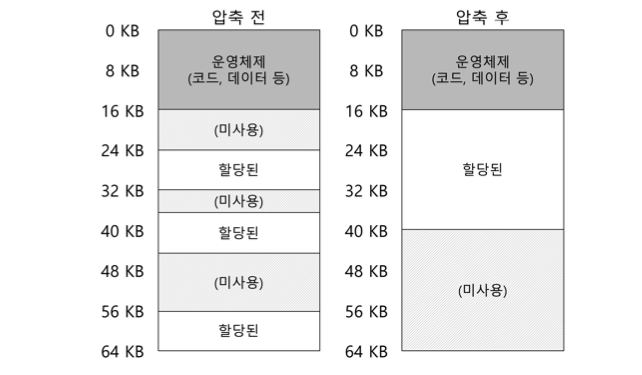 압축 전
0 KB
8 KB
16 KB
24 KB
32 KB
40 KB
48 KB
56 KB
64 KB
운영체제
(코드, 데이터 등)
(미사용)
할당된
(미사용)
할당된
(미사용)
할당된
압축 후
0 KB
8 KB
16 KB
24 KB
32 KB
40 KB
48 KB
56 KB
64 KB
운영체제
(코드, 데이터 등)
할당된
(미사용)